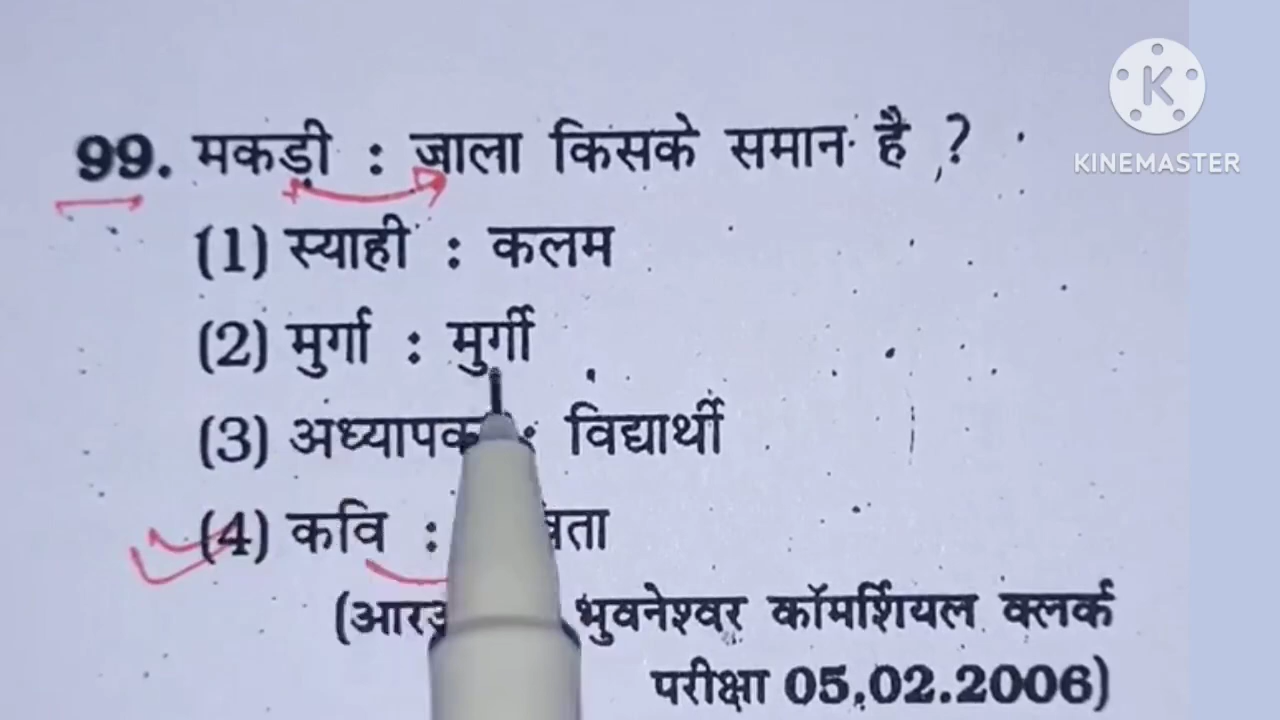 K
KINEMASTER
99. मकड़ी : जाला किसके समान है ?
(1) स्याही : कलम
(2) मुर्गा : मुर्गी
(3) अध्यापक : विद्यार्थी
(4) कवि :
भुवनेश्वर कॉमर्शियल क्लर्क
परीक्षा 05.02.2006)